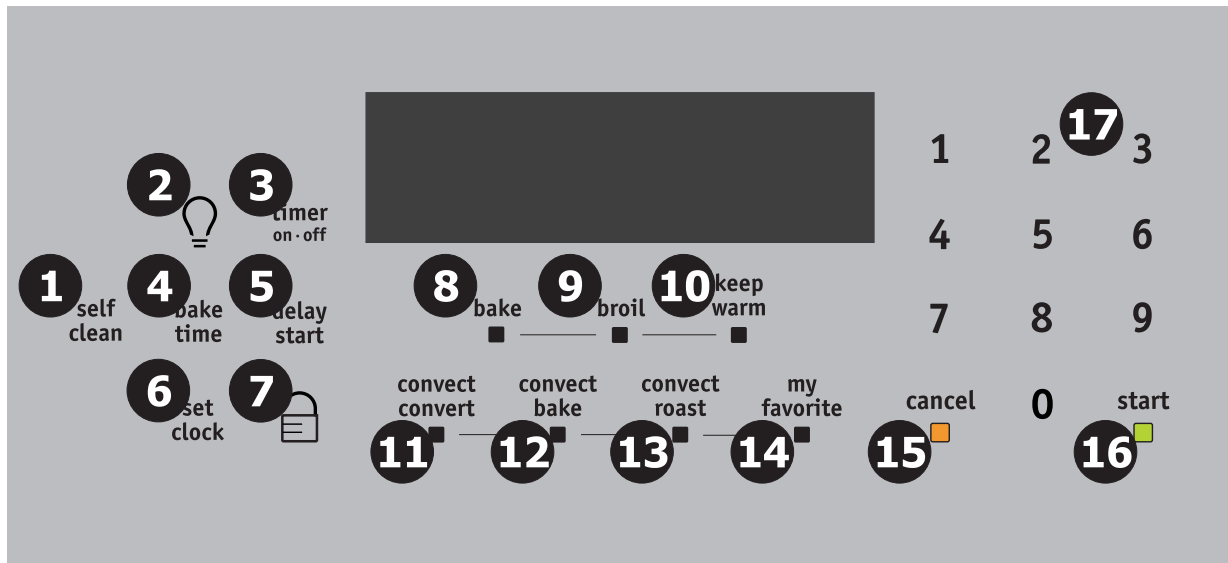 17
1 2 3
2 3
timer
on · off
4 5 6
1 4 5
self clean
bake time
delay start
8 9 10
bake
broil
keep warm
7 8 9
6 7
set clock
convect convert
convect bake
convect roast
my favorite
cancel
0
start
11 12 13 14 15 16